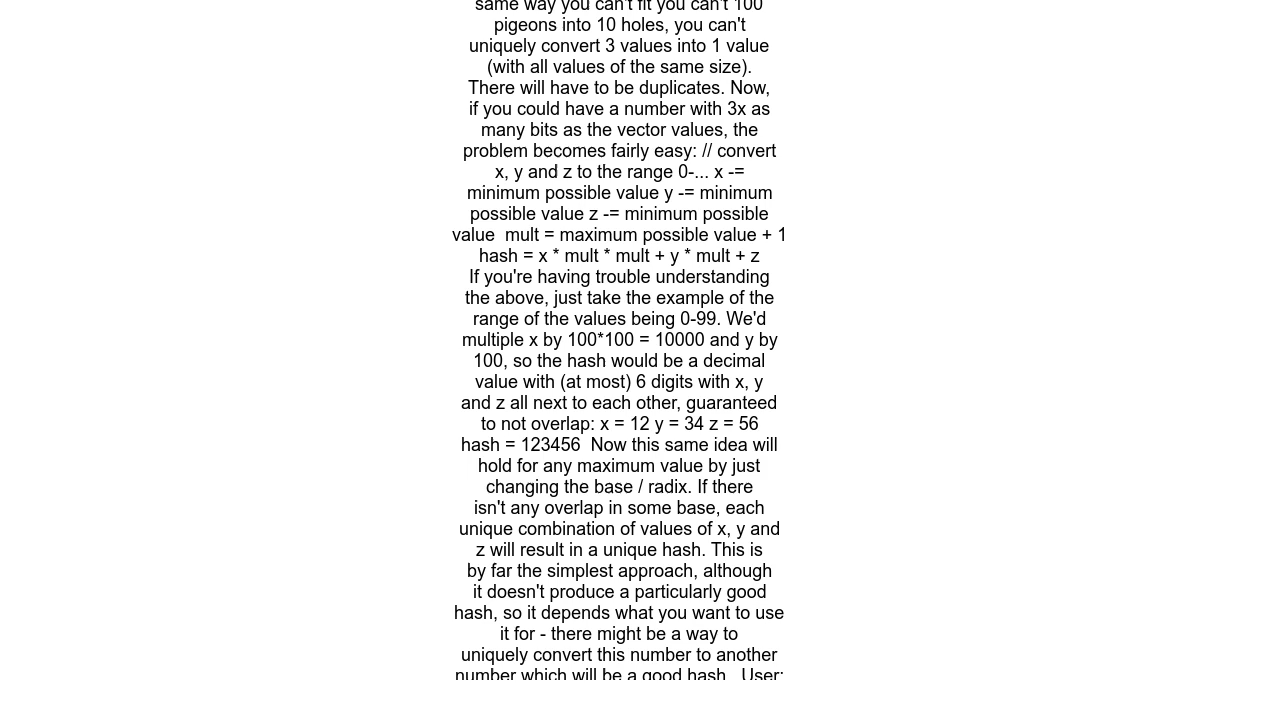 same way you can't fit you can't 100
pigeons into 10 holes, you can't
uniquely convert 3 values into 1 value
(with all values of the same size).
There will have to be duplicates. Now,
if you could have a number with 3x as
many bits as the vector values, the
problem becomes fairly easy: // convert
x, y and z to the range 0-... x -=
minimum possible value y -= minimum
possible value z -= minimum possible
value  mult = maximum possible value + 1
hash = x * mult * mult + y * mult + z
If you're having trouble understanding
the above, just take the example of the
range of the values being 0-99. We'd
multiple x by 100*100 = 10000 and y by
100, so the hash would be a decimal
value with (at most) 6 digits with x, y
and z all next to each other, guaranteed
to not overlap: x = 12 y = 34 z = 56
hash = 123456  Now this same idea will
hold for any maximum value by just
changing the base / radix. If there
isn't any overlap in some base, each
unique combination of values of x, y and
z will result in a unique hash. This is
by far the simplest approach, although
it doesn't produce a particularly good
hash, so it depends what you want to use
it for - there might be a way to
uniquely convert this number to another
number which will be a good hash.  User: